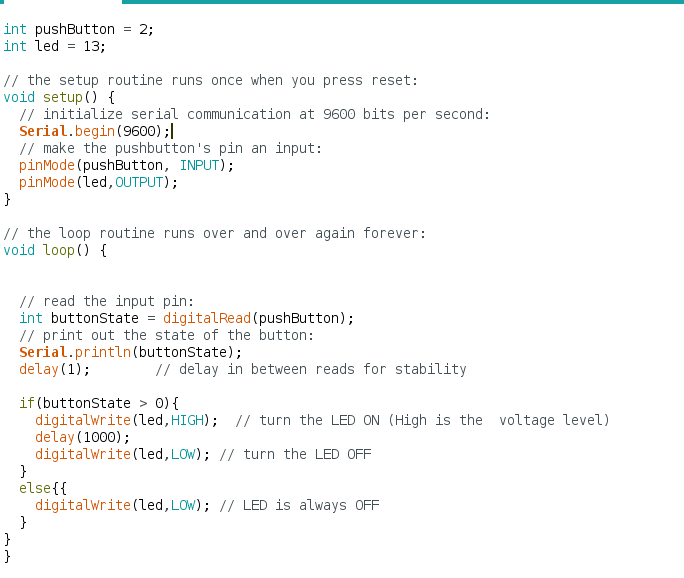 int pushButton = 2;
int led = 13;
// the setup routine runs once when you press reset:
void setup() {
// initialize serial communication at 9600 bits per second:
Serial.begin(9600);
// make the pushbutton's pin an input:
pinMode(pushButton, INPUT);
pinMode(led,OUTPUT);
}
// the loop routine runs over and over again forever:
void loop() {
// read the input pin:
int buttonState = digitalRead(pushButton);
// print out the state of the button:
Serial.println(buttonState);
delay(1);        // delay in between reads for stability
if(buttonState > 0){
digitalWrite(led,HIGH);  // turn the LED ON (High is the  voltage level)
delay(1000);
digitalWrite(led,LOW); // turn the LED OFF
}
else{{
digitalWrite(led,LOW); // LED is always OFF
}
}
}